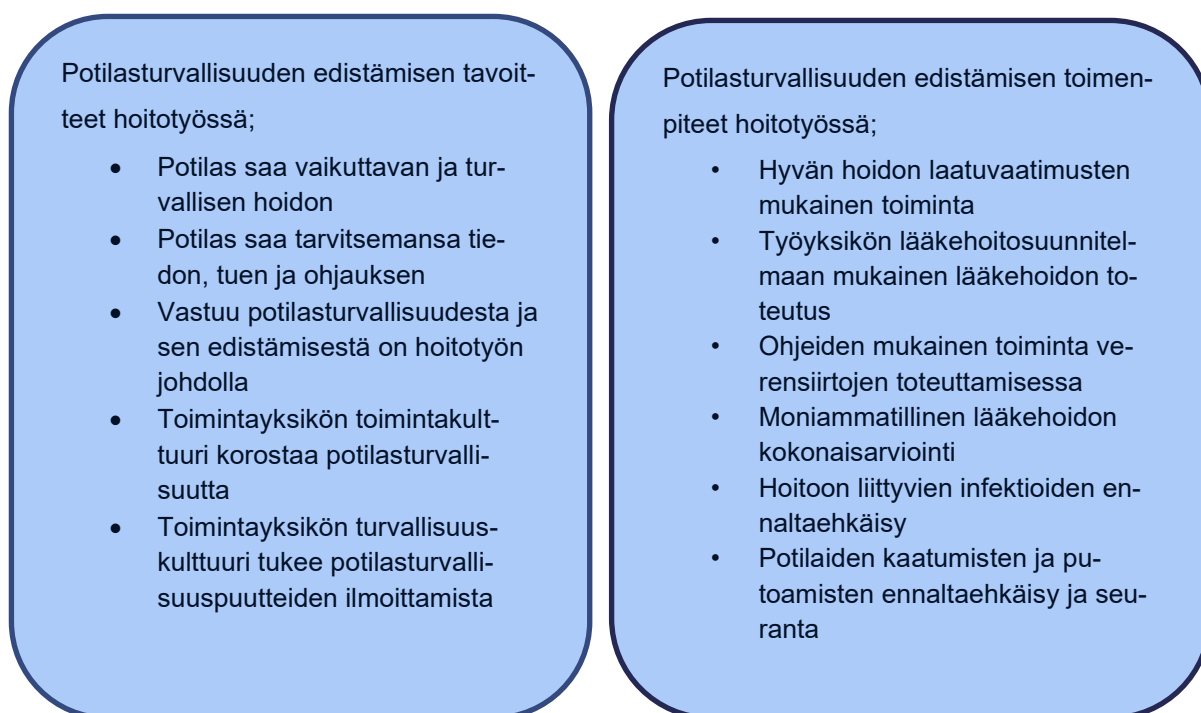 Potilasturvallisuuden edistämisen tavoit-
teet hoitotyössä;
• Potilas saa vaikuttavan ja tur-
vallisen hoidon
• Potilas saa tarvitsemansa tie-
don, tuen ja ohjauksen
• Vastuu potilasturvallisuudesta ja
sen edistämisestä on hoitotyön
johdolla
• Toimintayksikön toimintakult-
tuuri korostaa potilasturvalli-
suutta
• Toimintayksikön turvallisuus-
kulttuuri tukee potilasturvalli-
suuspuutteiden ilmoittamista
Potilasturvallisuuden edistämisen toimen-
piteet hoitotyössä;
• Hyvän hoidon laatuvaatimusten
mukainen toiminta
• Työyksikön lääkehoitosuunnitel-
maan mukainen lääkehoidon to-
teutus
• Ohjeiden mukainen toiminta ve-
rensiirtojen toteuttamisessa
• Moniammatillinen lääkehoidon
kokonaisarviointi
• Hoitoon liittyvien infektioiden en-
naltaehkäisy
• Potilaiden kaatumisten ja pu-
toamisten ennaltaehkäisy ja seu-
ranta